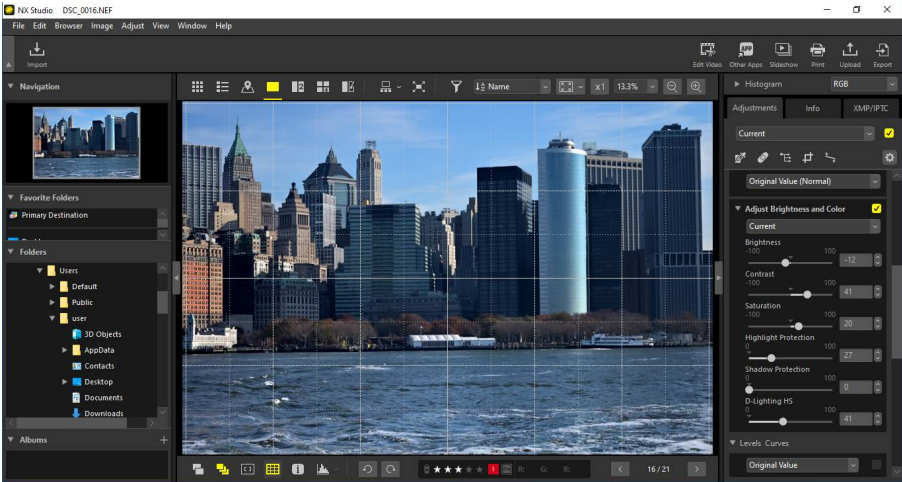 NX Studio DSC_0016.NEF
File Edit Browser Image Adjust View Window Help
Import
Edit Video Other Apps Slideshow Print Upload Export
Navigation
Name
x1
13.3%
Histogram
RGB
Adjustments Info XMP/IPTC
Current
Original Value (Normal)
Adjust Brightness and Color
Current
Brightness
-100 100
-12
Contrast
-100 100
41
Saturation
-100 100
20
Highlight Protection
0 100
27
Shadow Protection
0 100
0
D-Lighting HS
0 100
41
Levels Curves
Original Value
Favorite Folders
Primary Destination
Folders
Users
Default
Public
user
3D Objects
AppData
Contacts
Desktop
Documents
Downloads
Albums
1
R: G: B:
16/21